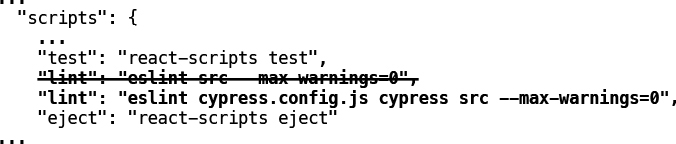 ...
"scripts": {
...
"test": "react-scripts test",
"lint": "eslint src --max-warnings=0",
"lint": "eslint cypress.config.js cypress src --max-warnings=0",
"eject": "react-scripts eject"
...